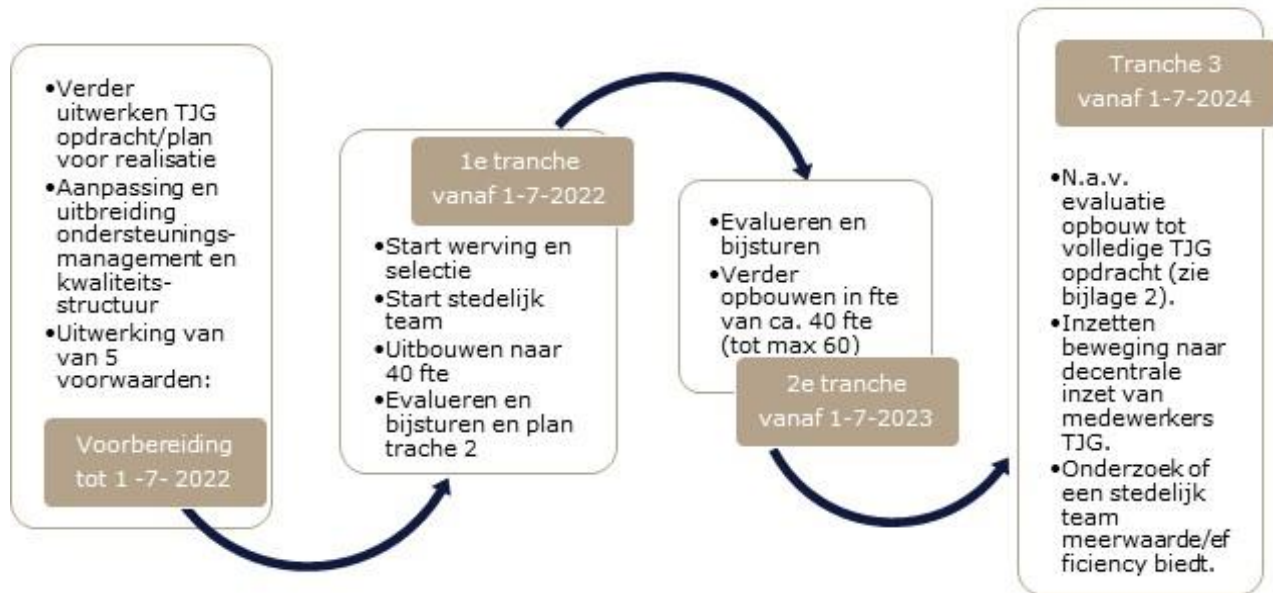 •Verder
uitwerken TJG
opdracht/plan
voor realisatie
•Aanpassing en
uitbreiding
ondersteunings-
management en
kwaliteits-
structuur
•Uitwerking van
van 5
voorwaarden:
Voorbereiding
tot 1 -7- 2022
1e tranche
vanaf 1-7-2022
•Start werving en
selectie
•Start stedelijk
team
•Uitbouwen naar
40 fte
•Evalueren en
bijsturen en plan
trache 2
•Evalueren en
bijsturen
•Verder
opbouwen in fte
van ca. 40 fte
(tot max 60)
2e tranche
vanaf 1-7-2023
Tranche 3
vanaf 1-7-2024
•N.a.v.
evaluatie
opbouw tot
volledige TJG
opdracht (zie
bijlage 2).
•Inzetten
beweging naar
decentrale
inzet van
medewerkers
TJG.
•Onderzoek of
een stedelijk
team
meerwaarde/ef
ficiency biedt.